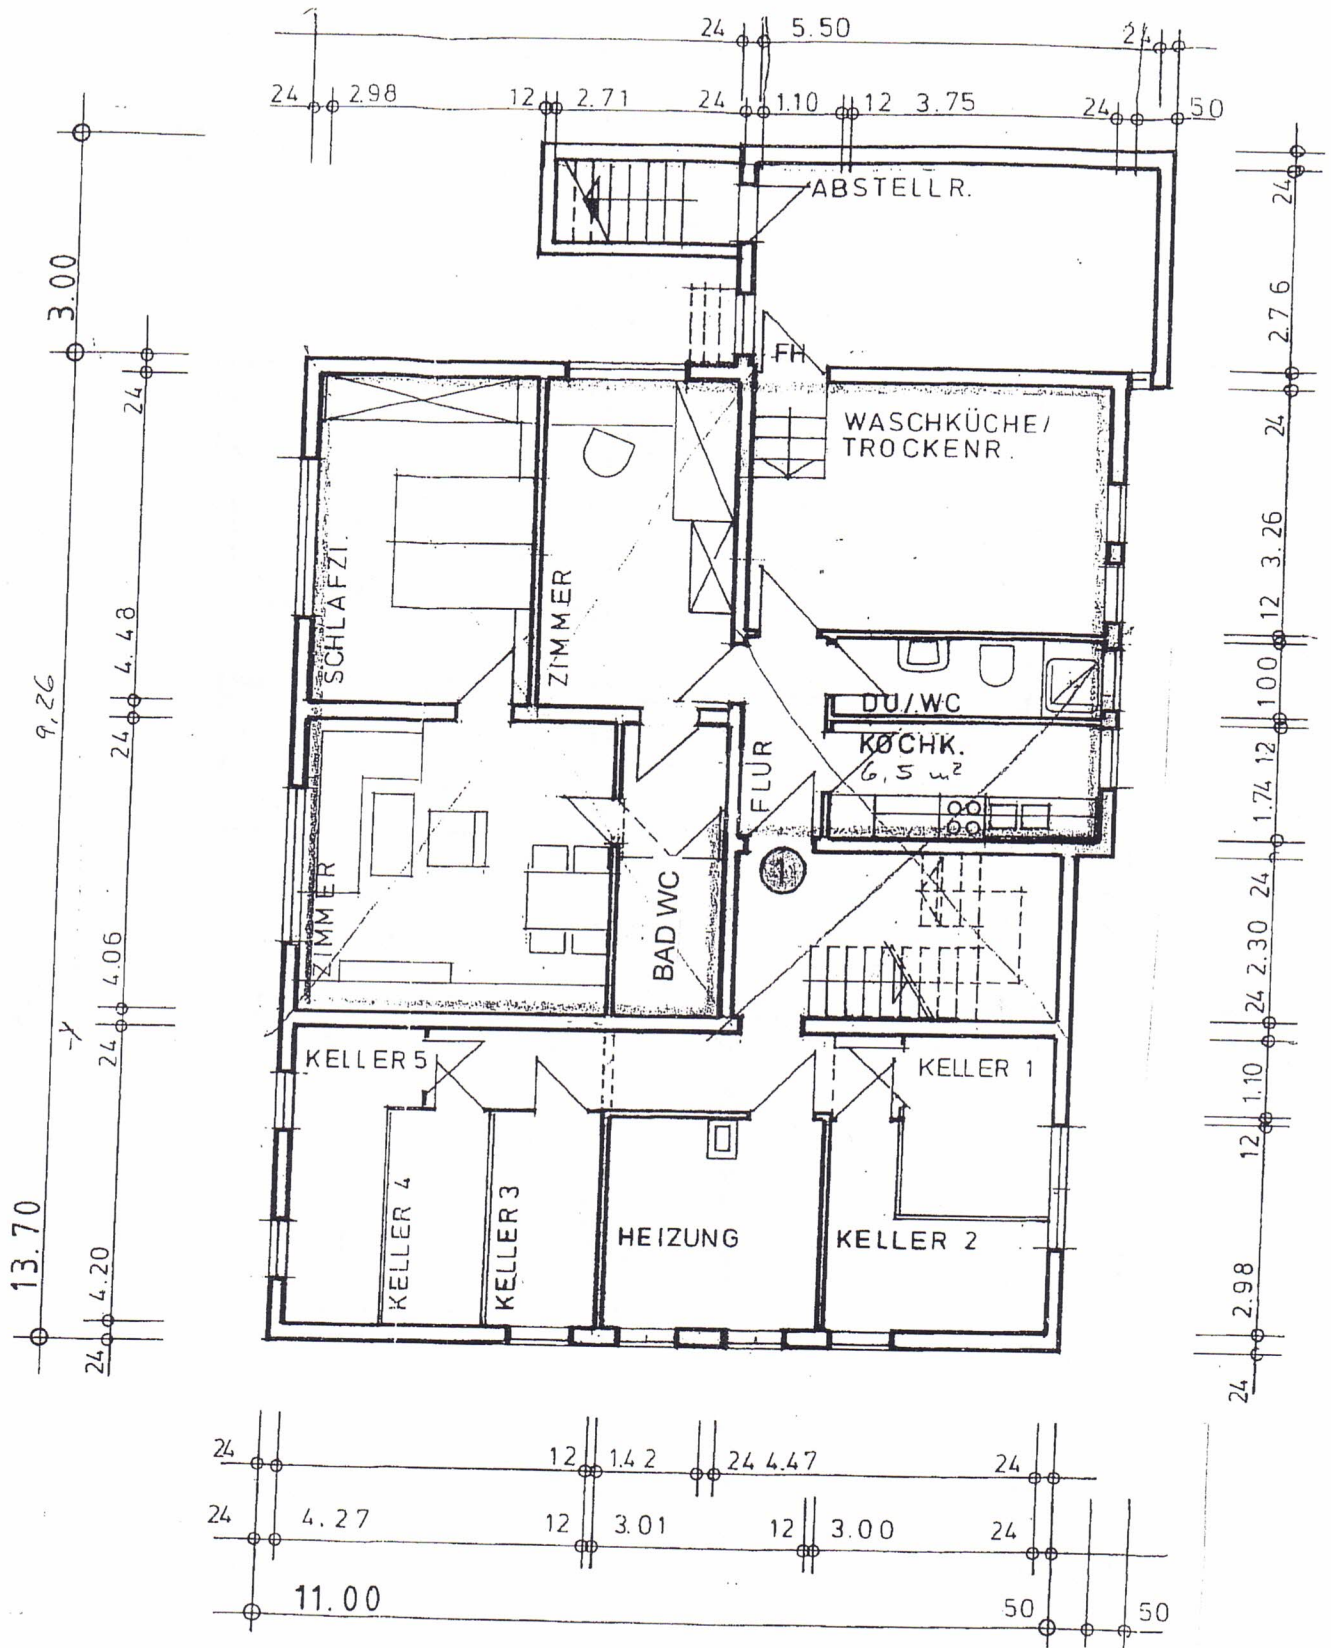 24 5.50 24
24 2.98 12 2.71 24 1.10 12 3.75 24 50
ABSTELLR.
FH
WASCHKÜCHE/
TROCKENR.
SCHLAFZI.
ZIMMER
DU/WC
KOCHK.
6,5 m²
FLUR
1
ZIMMER
BAD WC
KELLER 5
KELLER 1
KELLER 4
KELLER 3
HEIZUNG
KELLER 2
3.00
13.70
9,26
24
4.48
24
4.06
24
4.20
24
24
2.76
24
3.26
12
100
12
1.74
24
2.30
24
1.10
12
2.98
24
24 12 1.42 24 4.47 24
24 4.27 12 3.01 12 3.00 24
11.00 50 50